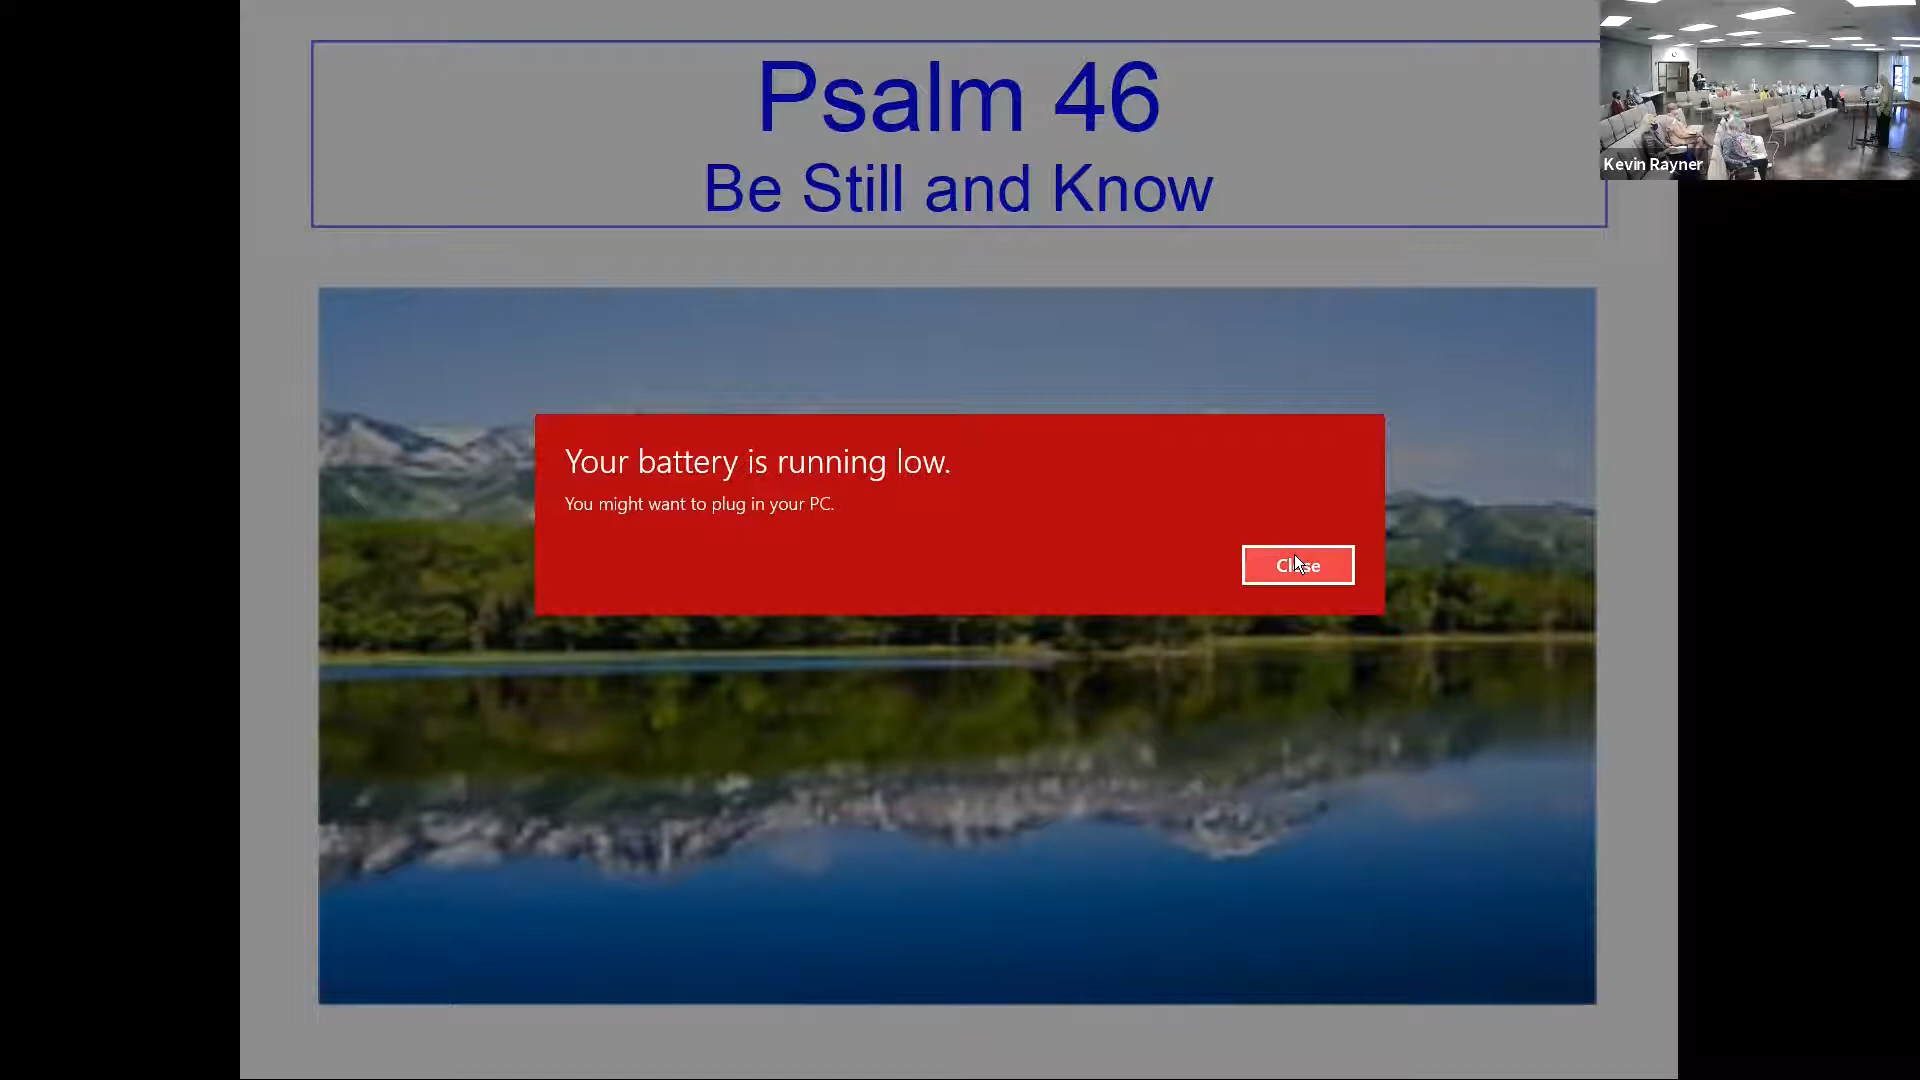 Psalm 46
Be Still and Know
Kevin Rayner
Your battery is running low.
You might want to plug in your PC.
Close